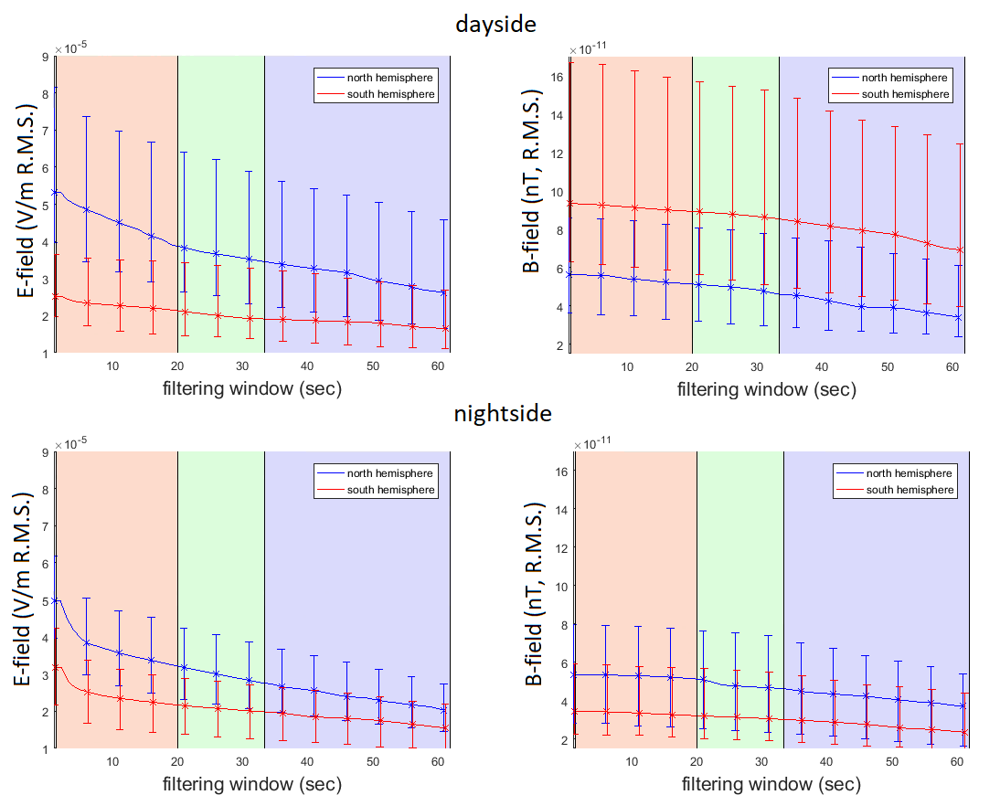 dayside
×10-5
9
8
7
6
5
4
3
2
1
E-field (V/m R.M.S.)
10 20 30 40 50 60
filtering window (sec)
north hemisphere
south hemisphere
×10-11
16
14
12
10
8
6
4
2
B-field (nT, R.M.S.)
10 20 30 40 50 60
filtering window (sec)
north hemisphere
south hemisphere
nightside
×10-5
9
8
7
6
5
4
3
2
1
E-field (V/m R.M.S.)
10 20 30 40 50 60
filtering window (sec)
north hemisphere
south hemisphere
×10-11
16
14
12
10
8
6
4
2
B-field (nT, R.M.S.)
10 20 30 40 50 60
filtering window (sec)
north hemisphere
south hemisphere